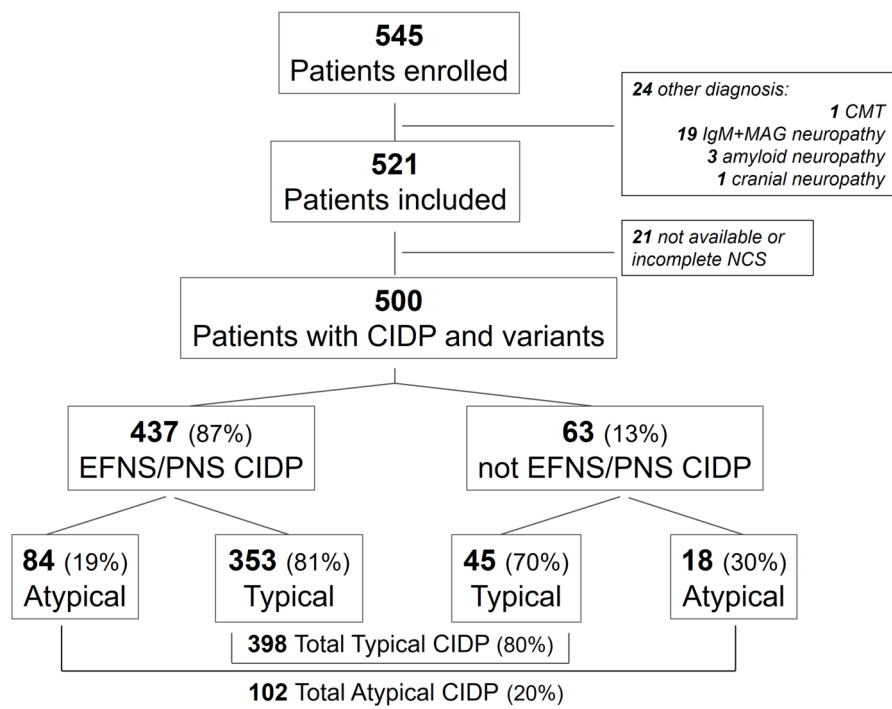 545
Patients enrolled
24 other diagnosis:
1 CMT
19 IgM+MAG neuropathy
3 amyloid neuropathy
1 cranial neuropathy
521
Patients included
21 not available or
incomplete NCS
500
Patients with CIDP and variants
437 (87%)
EFNS/PNS CIDP
63 (13%)
not EFNS/PNS CIDP
84 (19%)
Atypical
353 (81%)
Typical
45 (70%)
Typical
18 (30%)
Atypical
398 Total Typical CIDP (80%)
102 Total Atypical CIDP (20%)